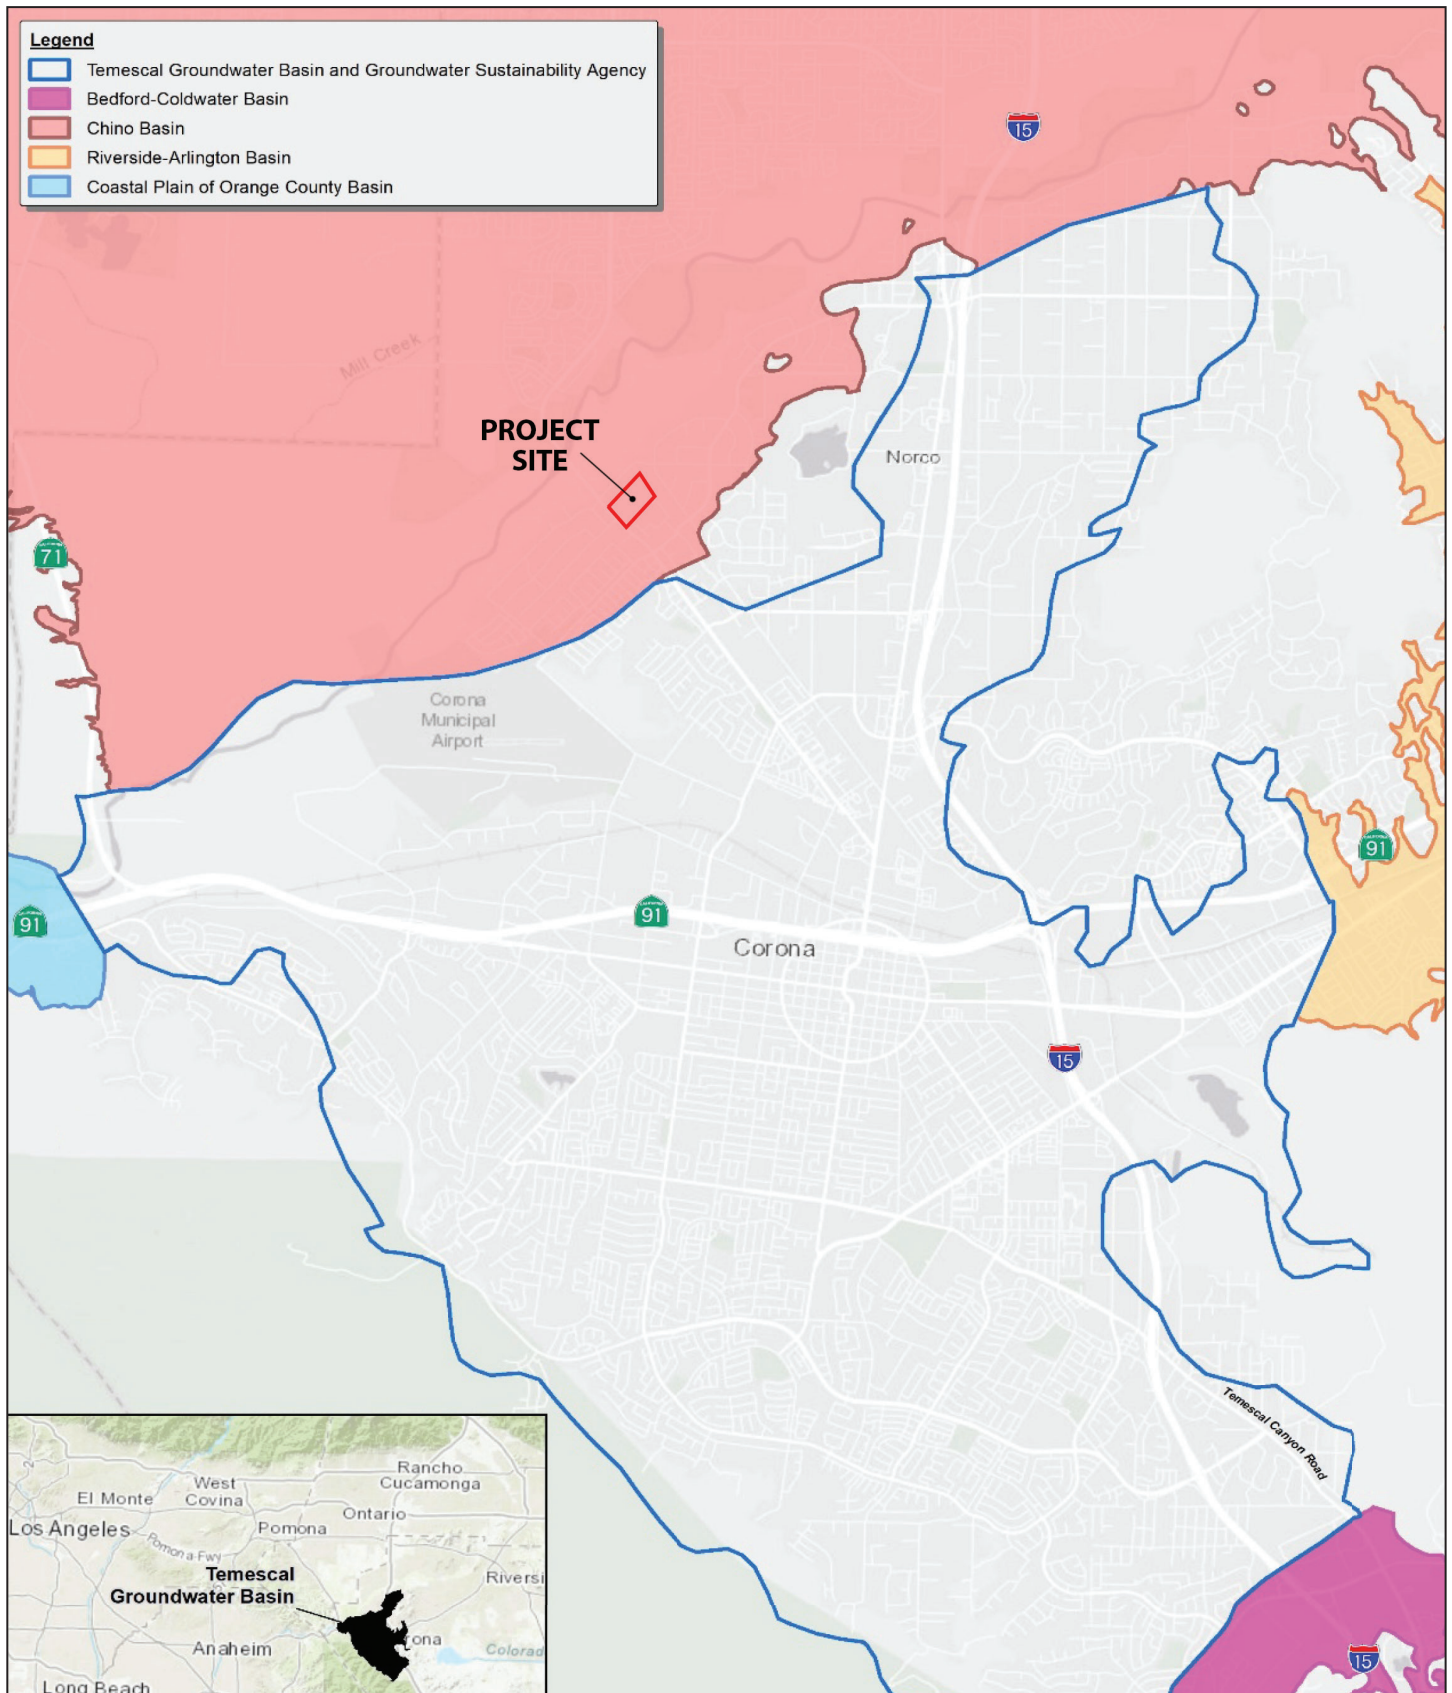 Legend
Temescal Groundwater Basin and Groundwater Sustainability Agency
Bedford-Coldwater Basin
Chino Basin
Riverside-Arlington Basin
Coastal Plain of Orange County Basin
15
Mill Creek
PROJECT
SITE
Norco
71
Corona
Municipal
Airport
91
91
91
Corona
15
Temescal Canyon Road
15
Rancho
Cucamonga
West
Covina
El Monte
Ontario
Los Angeles
Pomona
Pomona Fwy
Temescal
Groundwater Basin
Riversi
Anaheim
rona
Colorad
Long Beach